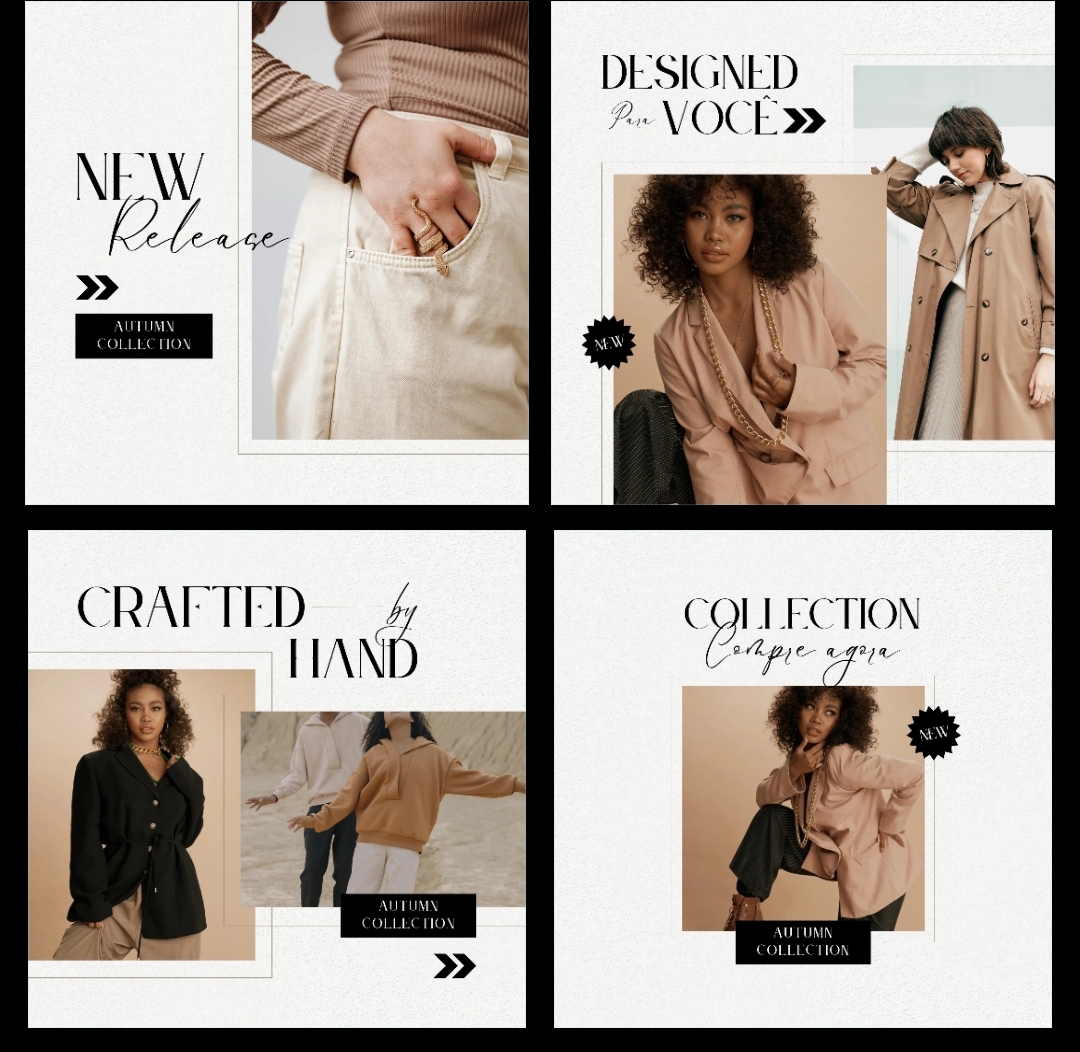 NEW
Release
AUTUMN
COLLECTION
DESIGNED
Para VOCÊ
NEW
CRAFTED by
HAND
AUTUMN
COLLECTION
COLLECTION
Compre agora
NEW
AUTUMN
COLLECTION